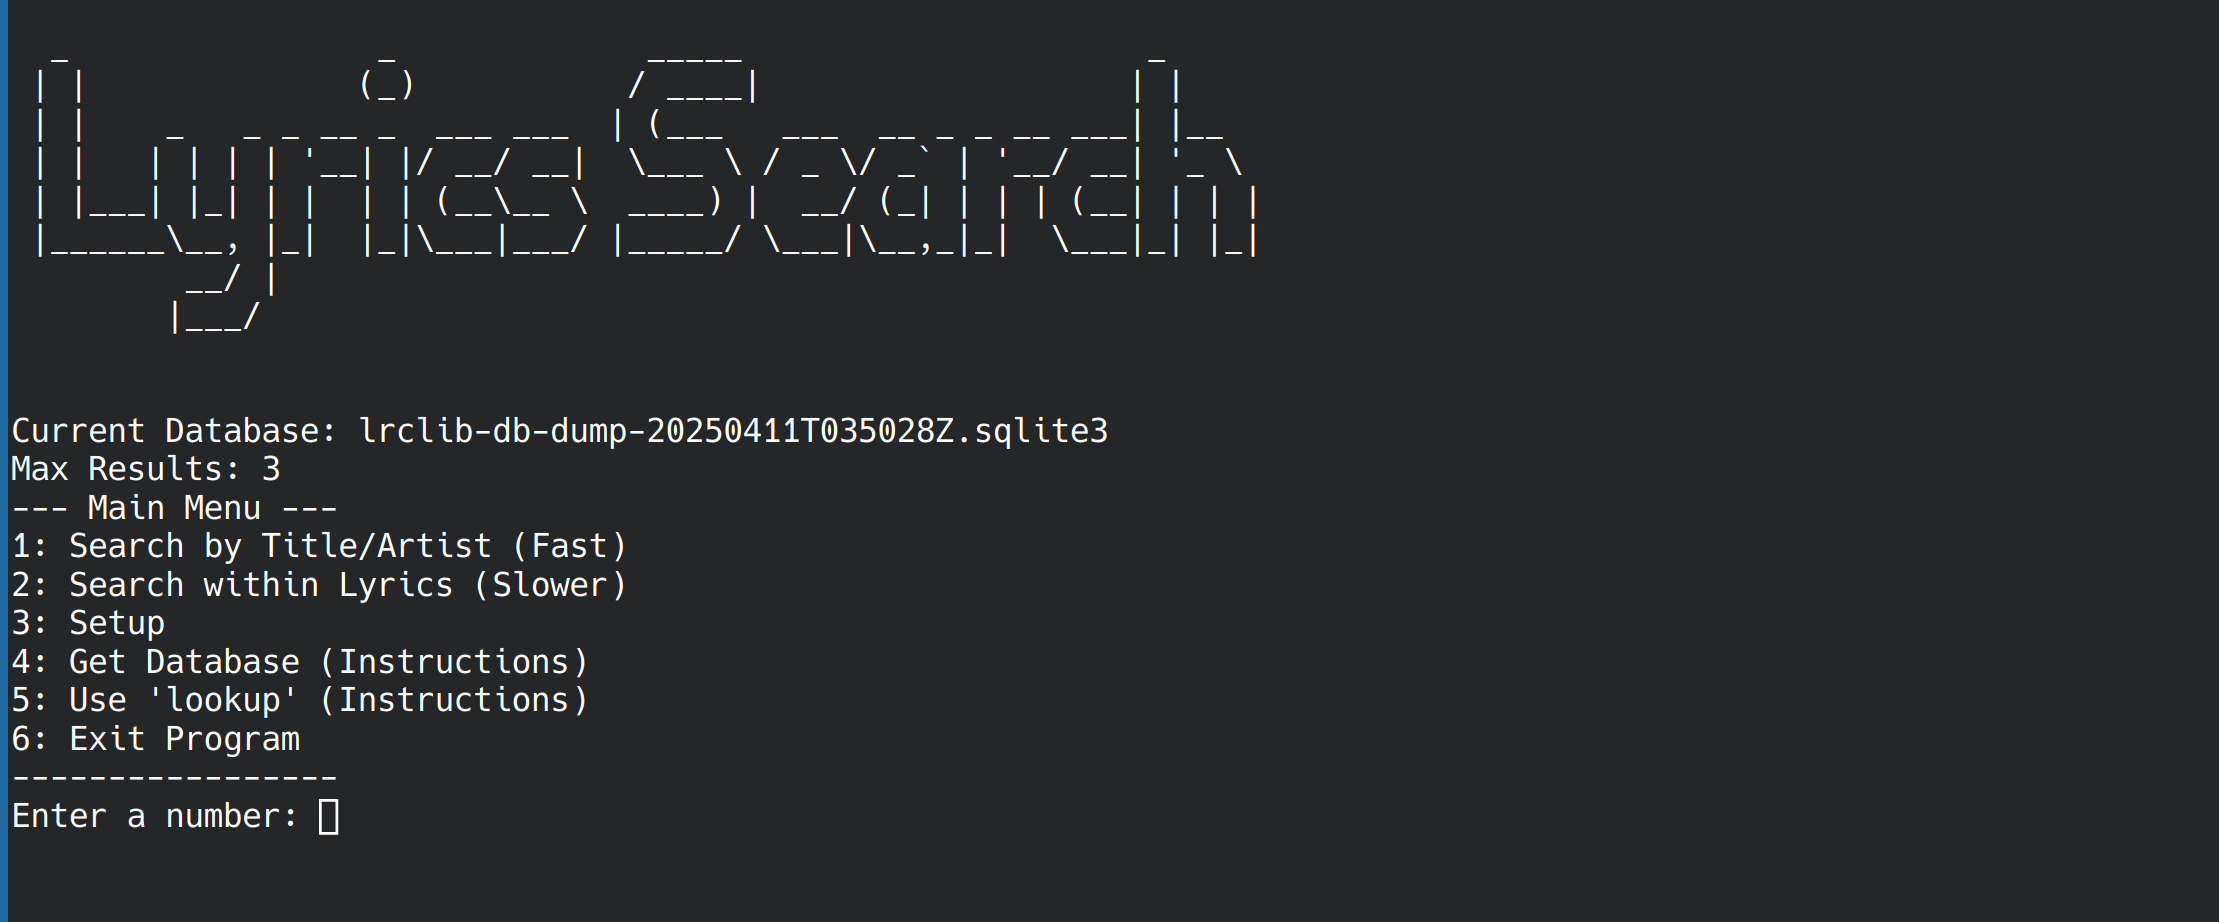 Lyrics Search
Current Database: lrclib-db-dump-20250411T035028Z.sqlite3
Max Results: 3
--- Main Menu ---
1: Search by Title/Artist (Fast)
2: Search within Lyrics (Slower)
3: Setup
4: Get Database (Instructions)
5: Use 'lookup' (Instructions)
6: Exit Program
-----------------
Enter a number: